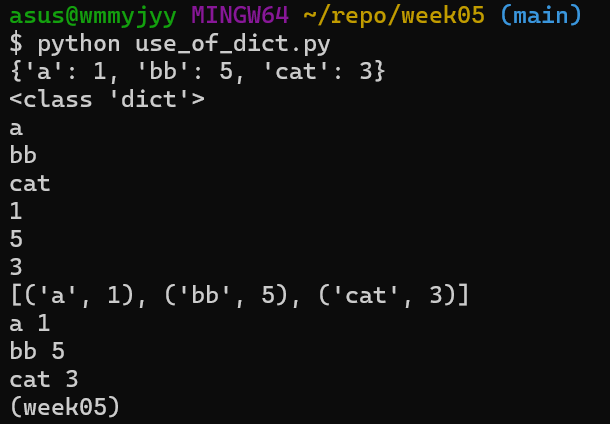 asus@wmmyjyy MINGW64 ~/repo/week05 (main)
$ python use_of_dict.py
{'a': 1, 'bb': 5, 'cat': 3}
<class 'dict'>
a
bb
cat
1
5
3
[('a', 1), ('bb', 5), ('cat', 3)]
a 1
bb 5
cat 3
(week05)